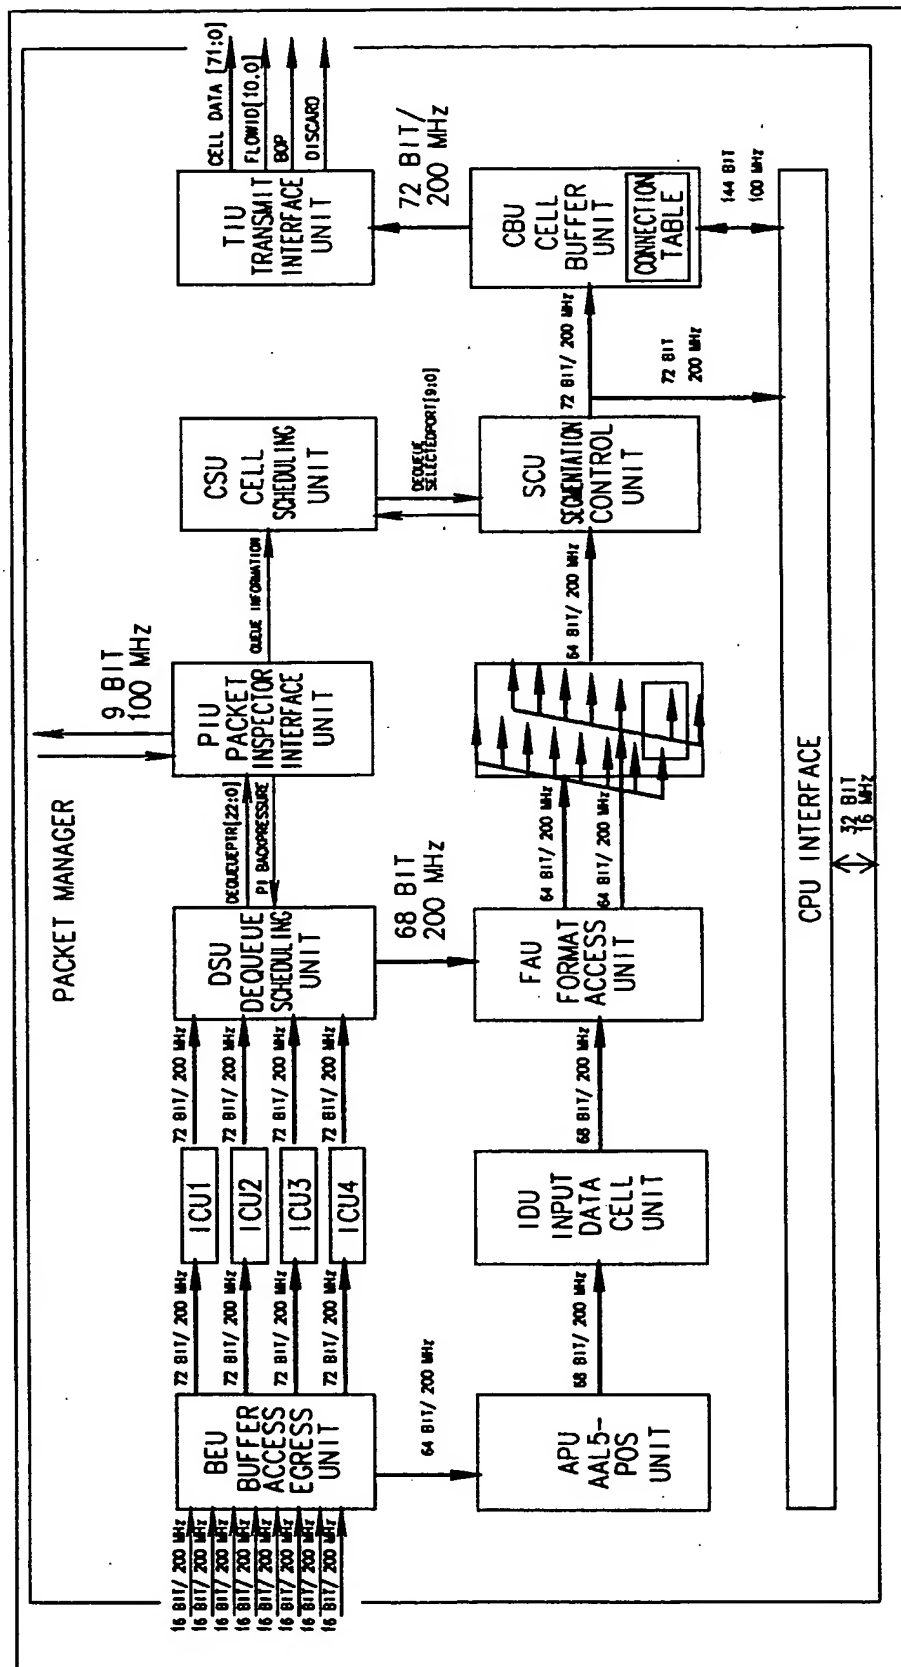 PACKET MANAGER
9 BIT
100 MHz
16 BIT/ 200 MHz
16 BIT/ 200 MHz
16 BIT/ 200 MHz
16 BIT/ 200 MHz
16 BIT/ 200 MHz
16 BIT/ 200 MHz
16 BIT/ 200 MHz
16 BIT/ 200 MHz
BEU
BUFFER
ACCESS
EGRESS
UNIT
72 BIT/ 200 MHz
72 BIT/ 200 MHz
72 BIT/ 200 MHz
72 BIT/ 200 MHz
ICU1
ICU2
ICU3
ICU4
72 BIT/ 200 MHz
72 BIT/ 200 MHz
72 BIT/ 200 MHz
72 BIT/ 200 MHz
DSU
DEQUEUE
SCHEDULING
UNIT
DEQUEUEPTR[22:0]
PI BACKPRESSURE
PIU
PACKET
INSPECTOR
INTERFACE
UNIT
QUEUE INFORMATION
CSU
CELL
SCHEDULING
UNIT
TIU
TRANSMIT
INTERFACE
UNIT
CELL DATA [71:0]
FLOWID[10.0]
BOP
DISCARD
64 BIT/ 200 MHz
68 BIT
200 MHz
DEQUEUE
SELECTEDPORT[9:0]
72 BIT/
200 MHz
APU
AAL5-
POS
UNIT
68 BIT/ 200 MHz
IDU
INPUT
DATA
CELL
UNIT
68 BIT/ 200 MHz
FAU
FORMAT
ACCESS
UNIT
64 BIT/ 200 MHz
64 BIT/ 200 MHz
64 BIT/ 200 MHz
SCU
SEGMENTATION
CONTROL
UNIT
72 BIT/ 200 MHz
72 BIT
200 MHz
CBU
CELL
BUFFER
UNIT
CONNECTION
TABLE
144 BIT
100 MHz
CPU INTERFACE
32 BIT
16 MHz